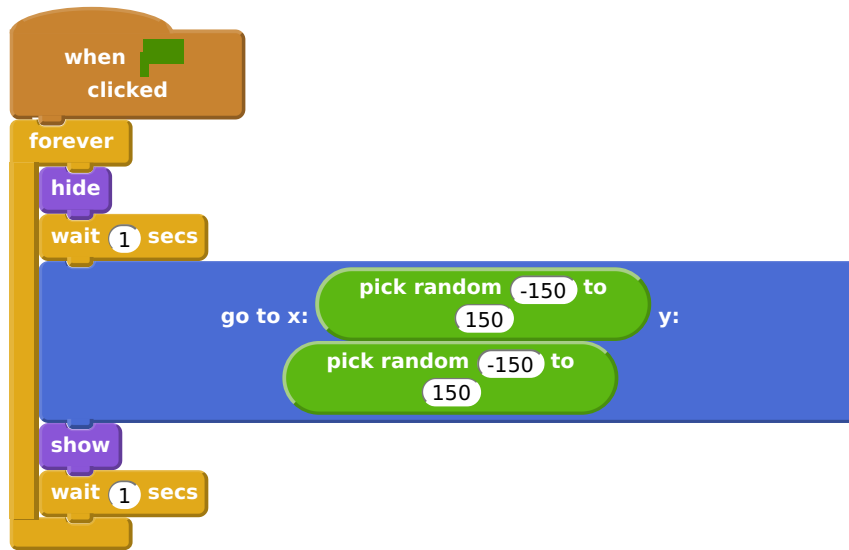 when
clicked
forever
hide
wait 1 secs
pick random -150 to
go to x: 150 y:
pick random -150 to
150
show
wait 1 secs